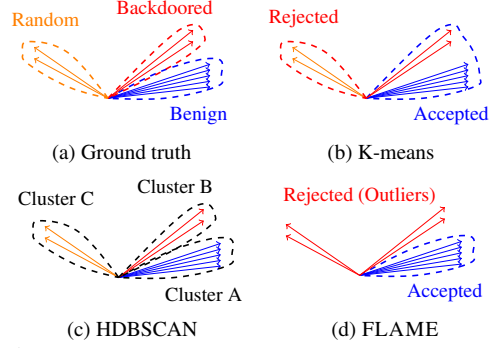 Random
Backdoored
Benign
(a) Ground truth
Rejected
Accepted
(b) K-means
Cluster C
Cluster B
Cluster A
(c) HDBSCAN
Rejected (Outliers)
Accepted
(d) FLAME